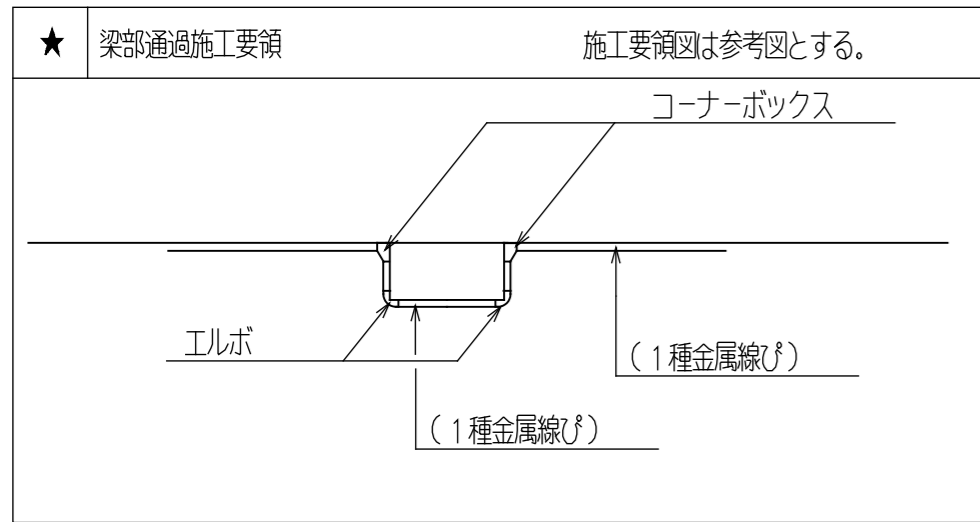 ★ 梁部通過施工要領 施工要領図は参考図とする。
コーナーボックス
エルボ
(1種金属線ぴ)
(1種金属線ぴ)